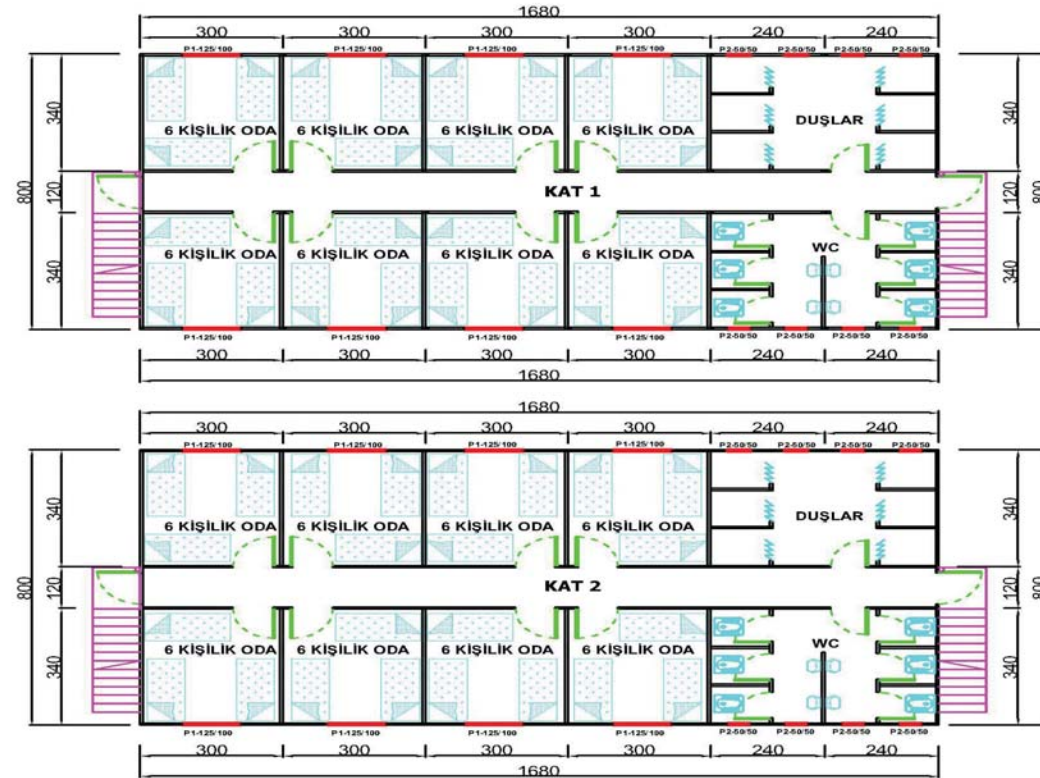 1680
300 300 300 300 240 240
P1-125/100 P1-125/100 P1-125/100 P1-125/100 P2-50/50 P2-50/50 P2-50/50 P2-50/50
6 KİŞİLİK ODA 6 KİŞİLİK ODA 6 KİŞİLİK ODA 6 KİŞİLİK ODA DUŞLAR
340 340
800 120 KAT 1 120 800
340 340
6 KİŞİLİK ODA 6 KİŞİLİK ODA 6 KİŞİLİK ODA 6 KİŞİLİK ODA WC
P1-125/100 P1-125/100 P1-125/100 P1-125/100 P2-50/50 P2-50/50 P2-50/50 P2-50/50
300 300 300 300 240 240
1680
1680
300 300 300 300 240 240
P1-125/100 P1-125/100 P1-125/100 P1-125/100 P2-50/50 P2-50/50 P2-50/50 P2-50/50
6 KİŞİLİK ODA 6 KİŞİLİK ODA 6 KİŞİLİK ODA 6 KİŞİLİK ODA DUŞLAR
340 340
800 120 KAT 2 120 800
340 340
6 KİŞİLİK ODA 6 KİŞİLİK ODA 6 KİŞİLİK ODA 6 KİŞİLİK ODA WC
P1-125/100 P1-125/100 P1-125/100 P1-125/100 P2-50/50 P2-50/50 P2-50/50 P2-50/50
300 300 300 300 240 240
1680